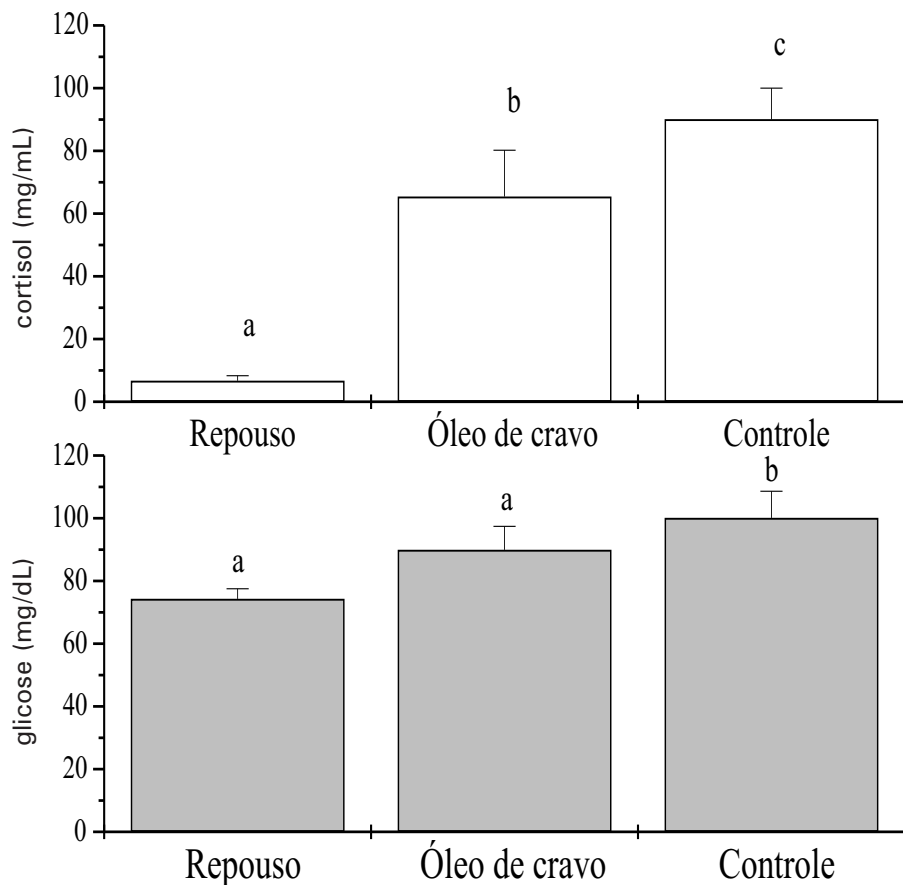 120
100
80
60
40
20
0
cortisol (mg/mL)
a
b
c
Repouso
Óleo de cravo
Controle
120
100
80
60
40
20
0
glicose (mg/dL)
a
a
b
Repouso
Óleo de cravo
Controle